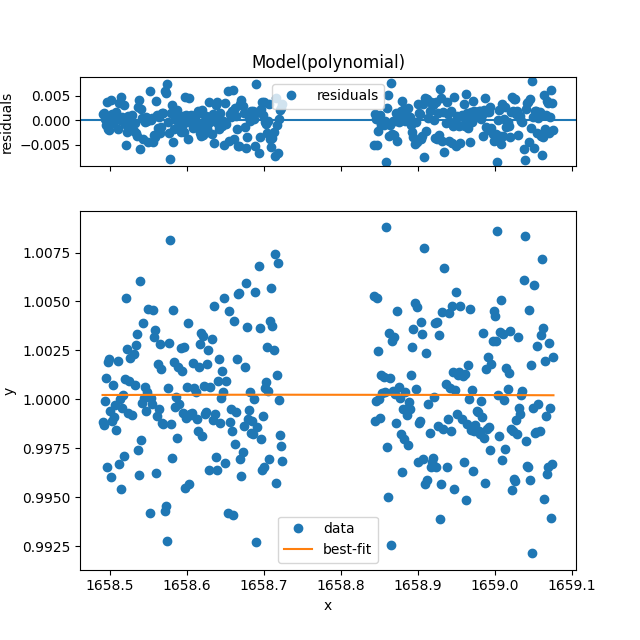 Model(polynomial)
residuals
0.005
0.000
−0.005
residuals
y
1.0075
1.0050
1.0025
1.0000
0.9975
0.9950
0.9925
data
best-fit
1658.5 1658.6 1658.7 1658.8 1658.9 1659.0 1659.1
x